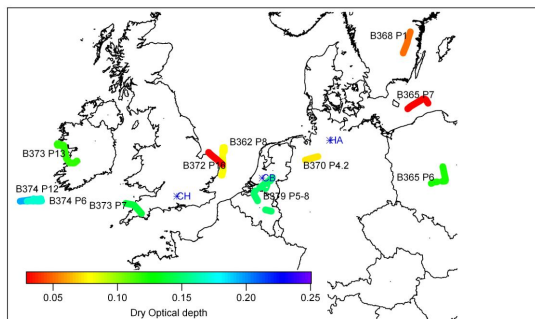 B368 P1
B365 P7
B362 P8
HA
B373 P13
B372 P10
B370 P4.2
CB
B365 P6
B374 P12
B379 P5-8
CH
B374 P6
B373 P7
0.05 0.10 0.15 0.20 0.25
Dry Optical depth